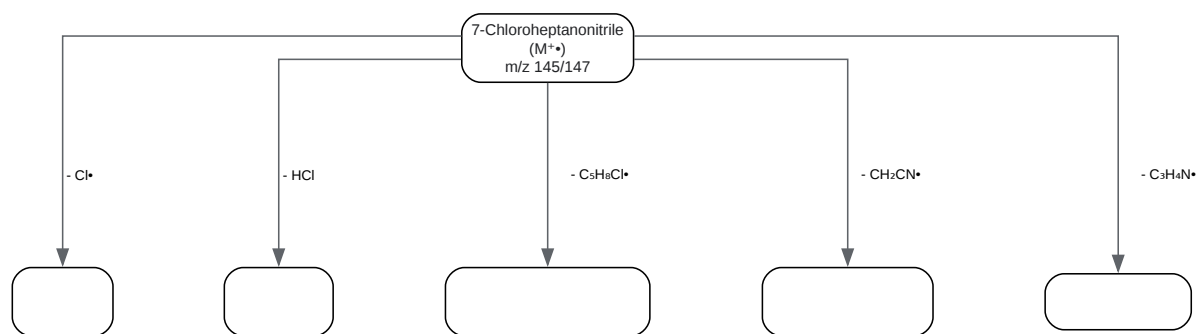 7-Chloroheptanonitrile
(M⁺•)
m/z 145/147
- Cl•
- HCl
- C₅H₈Cl•
- CH₂CN•
- C₃H₄N•